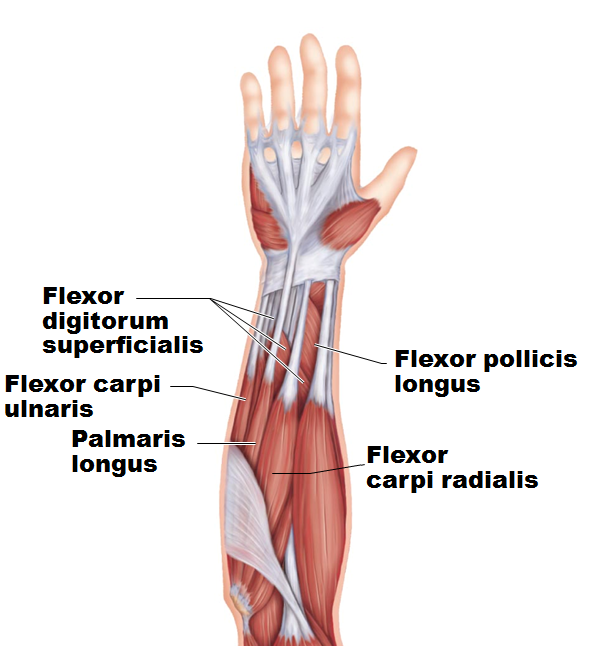 Flexor
digitorum
superficialis
Flexor carpi
ulnaris
Palmaris
longus
Flexor pollicis
longus
Flexor
carpi radialis